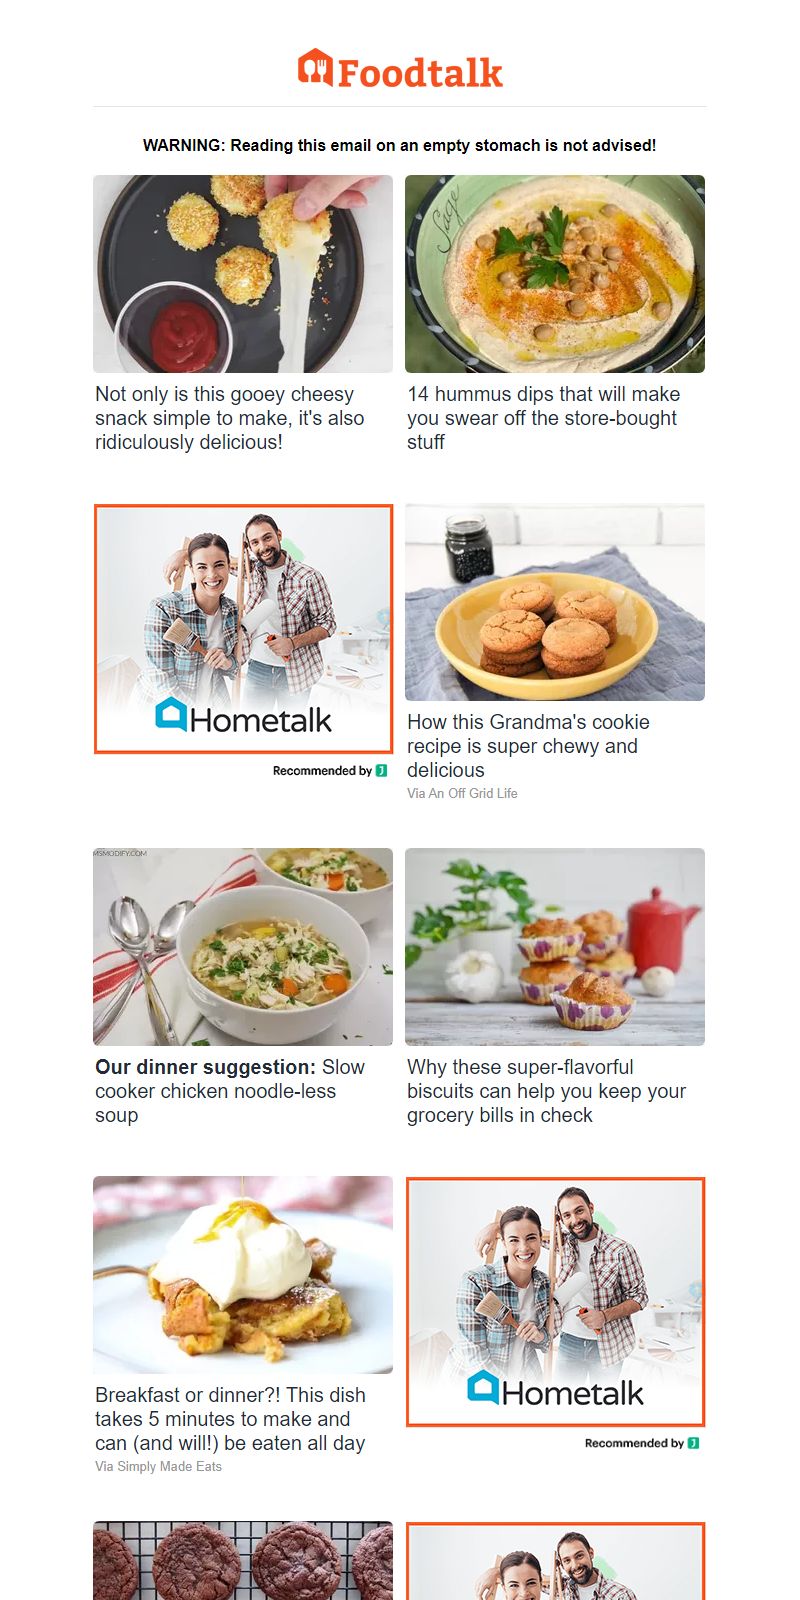 Foodtalk
WARNING: Reading this email on an empty stomach is not advised!
Sage
Not only is this gooey cheesy
snack simple to make, it's also
ridiculously delicious!
14 hummus dips that will make
you swear off the store-bought
stuff
Hometalk
Recommended by
How this Grandma's cookie
recipe is super chewy and
delicious
Via An Off Grid Life
MSMODIFY.COM
Our dinner suggestion: Slow
cooker chicken noodle-less
soup
Why these super-flavorful
biscuits can help you keep your
grocery bills in check
Breakfast or dinner?! This dish
takes 5 minutes to make and
can (and will!) be eaten all day
Via Simply Made Eats
Hometalk
Recommended by